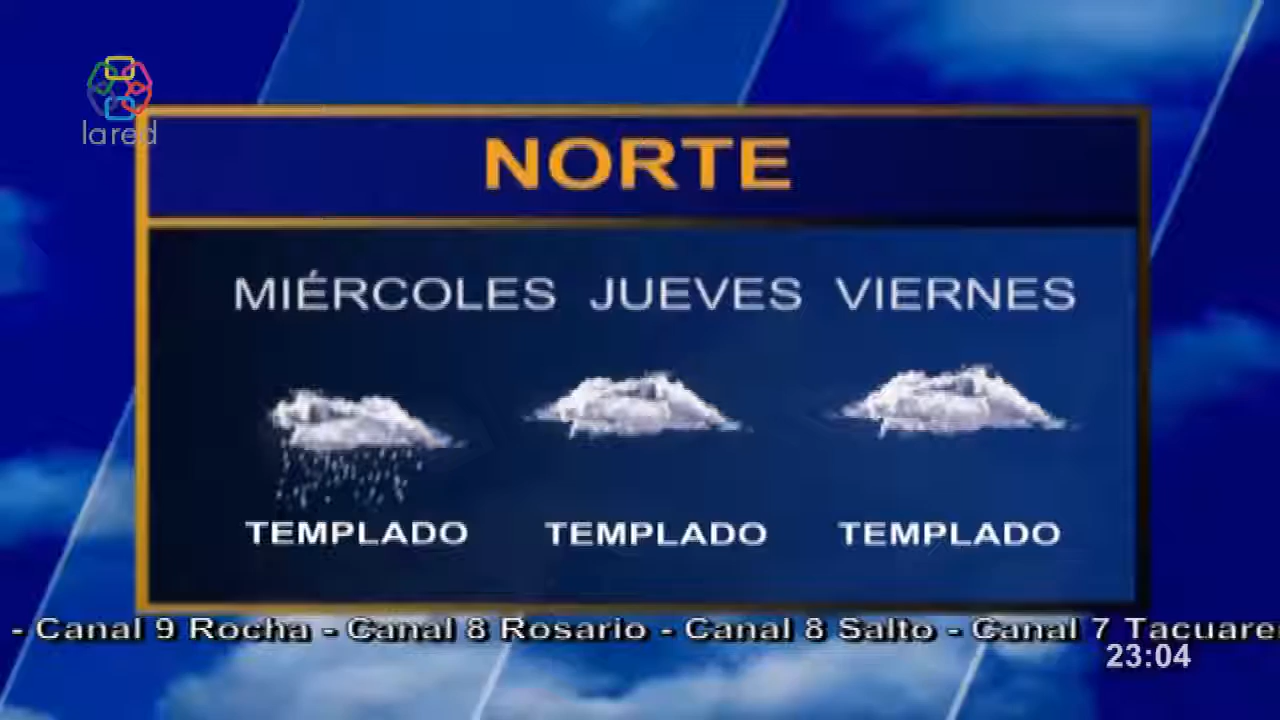 lared
NORTE
MIÉRCOLES JUEVES VIERNES
TEMPLADO TEMPLADO TEMPLADO
- Canal 9 Rocha - Canal 8 Rosario - Canal 8 Salto - Canal 7 Tacuare
23:04